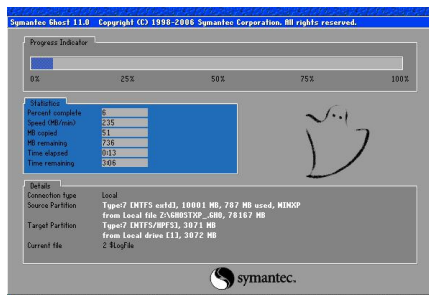 Symantec Ghost 11.0 Copyright (C) 1998-2006 Symantec Corporation. All rights reserved.
Progress Indicator
0% 25% 50% 75% 100%
Statistics
Percent complete 6
Speed (MB/min) 235
MB copied 51
MB remaining 736
Time elapsed 0:13
Time remaining 3:06
Details
Connection type Local
Source Partition Type:7 [NTFS extd], 10001 MB, 787 MB used, WINXP
from Local file Z:\GHOSTXP_.GHO, 78167 MB
Target Partition Type:7 [NTFS/HPFS], 3071 MB
from Local drive [1], 3072 MB
Current file 2 $LogFile
symantec.